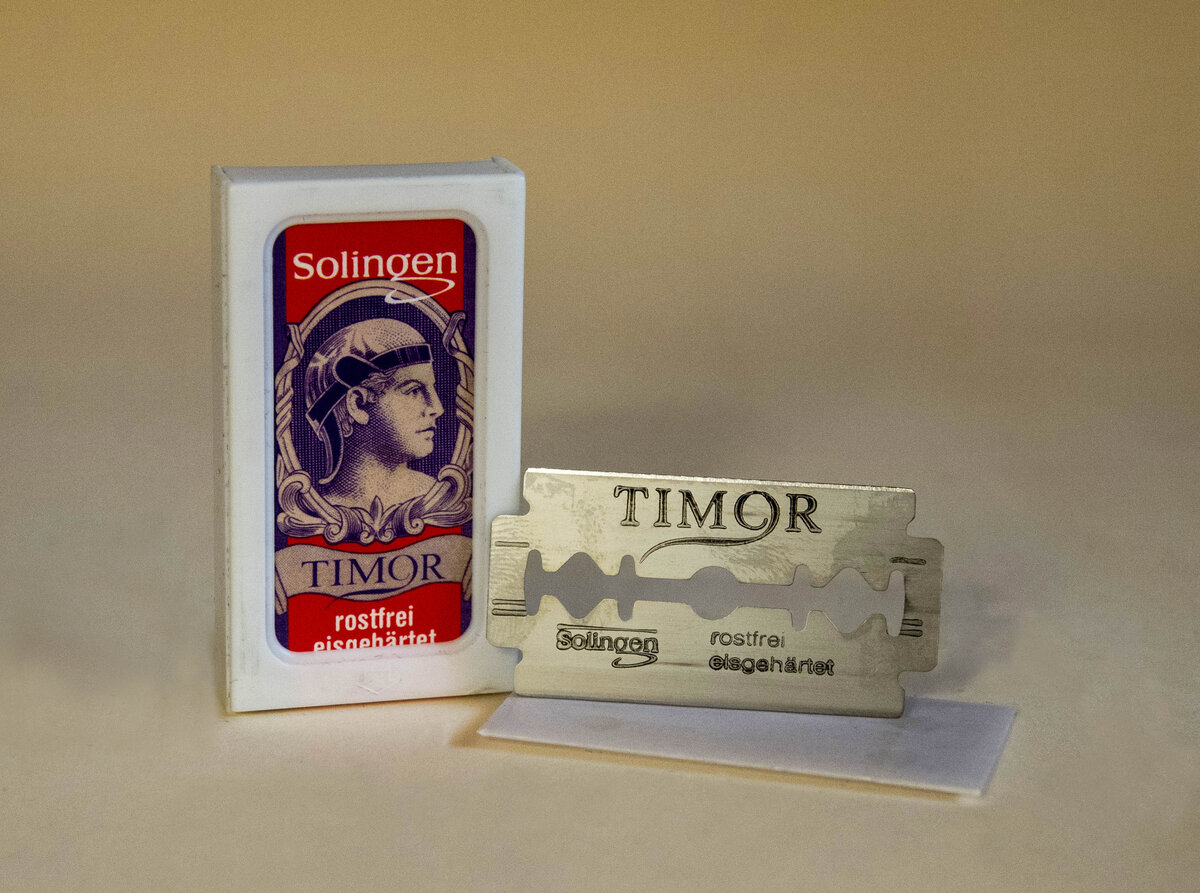 Solingen
TIMOR
rostfrei
eisgehärtet
TIMOR
Solingen
rostfrei
eisgehärtet